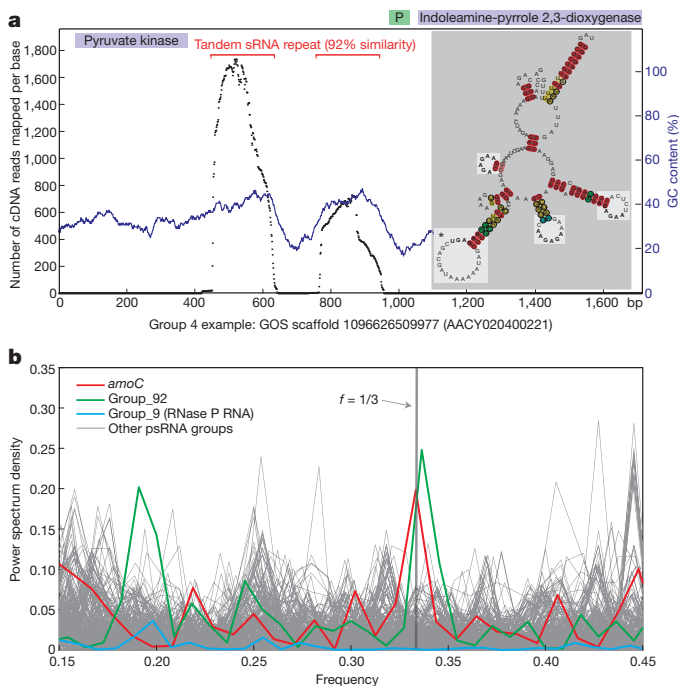 a
P Indoleamine-pyrrole 2,3-dioxygenase
Pyruvate kinase
Tandem sRNA repeat (92% similarity)
Number of cDNA reads mapped per base
1,800
1,600
1,400
1,200
1,000
800
600
400
200
0
GC content (%)
100
80
60
40
20
0
*
0 200 400 600 800 1,000 1,200 1,400 1,600 bp
Group 4 example: GOS scaffold 1096626509977 (AACY020400221)
b
Power spectrum density
0.35
0.30
0.25
0.20
0.15
0.10
0.05
0
amoC
Group_92
Group_9 (RNase P RNA)
Other psRNA groups
f = 1/3
0.15 0.20 0.25 0.30 0.35 0.40 0.45
Frequency